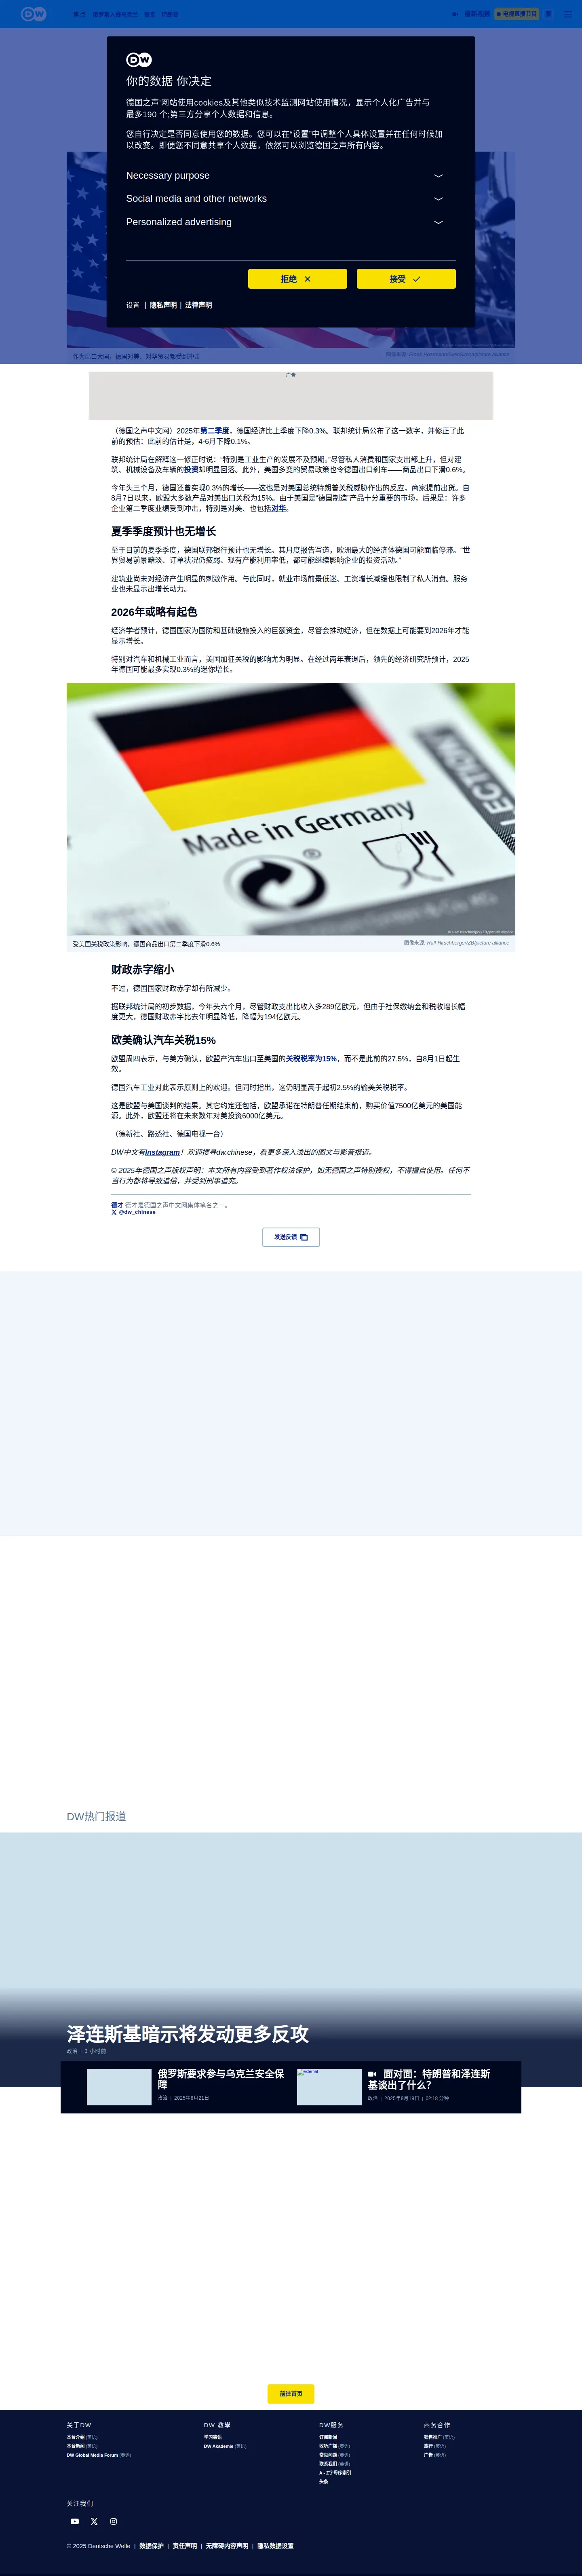 DW
最新视频
电视直播节目
DW
你的数据 你决定
德国之声'网站使用cookies及其他类似技术监测网站使用情况，显示个人化广告并与
最多190 个;第三方分享个人数据和信息。
您自行决定是否同意使用您的数据。您可以在“设置”中调整个人具体设置并在任何时候加
以改变。即便您不同意共享个人数据，依然可以浏览德国之声所有内容。
Necessary purpose
Social media and other networks
Personalized advertising
拒绝
接受
设置 | 隐私声明 | 法律声明
作为出口大国，德国对美、对华贸易都受到冲击
广告
（德国之声中文网）2025年第二季度，德国经济比上季度下降0.3%。联邦统计局公布了这一数字，并修正了此
前的预估：此前的估计是，4-6月下降0.1%。
联邦统计局在解释这一修正时说：“特别是工业生产的发展不及预期。”尽管私人消费和国家支出都上升，但对建
筑、机械设备及车辆的投资却明显回落。此外，美国多变的贸易政策也令德国出口刹车——商品出口下滑0.6%。
今年头三个月，德国还曾实现0.3%的增长——这也是对美国总统特朗普关税威胁作出的反应，商家提前出货。自
8月7日以来，欧盟大多数产品对美出口关税为15%。由于美国是“德国制造”产品十分重要的市场，后果是：许多
企业第二季度业绩受到冲击，特别是对美、也包括对华。
夏季季度预计也无增长
至于目前的夏季季度，德国联邦银行预计也无增长。其月度报告写道，欧洲最大的经济体德国可能面临停滞。“世
界贸易前景黯淡、订单状况仍疲弱、现有产能利用率低，都可能继续影响企业的投资活动。”
建筑业尚未对经济产生明显的刺激作用。与此同时，就业市场前景低迷、工资增长减缓也限制了私人消费。服务
业也未显示出增长动力。
2026年或略有起色
经济学者预计，德国国家为国防和基础设施投入的巨额资金，尽管会推动经济，但在数据上可能要到2026年才能
显示增长。
特别对汽车和机械工业而言，美国加征关税的影响尤为明显。在经过两年衰退后，领先的经济研究所预计，2025
年德国可能最多实现0.3%的迷你增长。
Made in Germany
© Ralf Hirschberger/ZB/picture alliance
受美国关税政策影响，德国商品出口第二季度下滑0.6%
图像来源: Ralf Hirschberger/ZB/picture alliance
财政赤字缩小
不过，德国国家财政赤字却有所减少。
据联邦统计局的初步数据，今年头六个月，尽管财政支出比收入多289亿欧元，但由于社保缴纳金和税收增长幅
度更大，德国财政赤字比去年明显降低，降幅为194亿欧元。
欧美确认汽车关税15%
欧盟周四表示，与美方确认，欧盟产汽车出口至美国的关税税率为15%，而不是此前的27.5%，自8月1日起生
效。
德国汽车工业对此表示原则上的欢迎。但同时指出，这仍明显高于起初2.5%的输美关税税率。
这是欧盟与美国谈判的结果。其它约定还包括，欧盟承诺在特朗普任期结束前，购买价值7500亿美元的美国能
源。此外，欧盟还将在未来数年对美投资6000亿美元。
（德新社、路透社、德国电视一台）
DW中文有Instagram！欢迎搜寻dw.chinese，看更多深入浅出的图文与影音报道。
© 2025年德国之声版权声明：本文所有内容受到著作权法保护，如无德国之声特别授权，不得擅自使用。任何不
当行为都将导致追偿，并受到刑事追究。
德才 德才是德国之声中文网集体笔名之一。
@dw_chinese
发送反馈
DW热门报道
泽连斯基暗示将发动更多反攻
政治 | 3 小时前
俄罗斯要求参与乌克兰安全保
障
政治 | 2025年8月21日
external
面对面：特朗普和泽连斯
基谈出了什么？
政治 | 2025年8月19日 | 02:18 分钟
前往首页
关于DW
本台介绍 (英语)
本台新闻 (英语)
DW Global Media Forum (英语)
DW 教學
学习德语
DW Akademie (英语)
DW服务
订阅新闻
收听广播 (英语)
常见问题 (英语)
联系我们 (英语)
A - Z字母序索引
头条
商务合作
销售推广 (英语)
旅行 (英语)
广告 (英语)
关注我们
© 2025 Deutsche Welle | 数据保护 | 责任声明 | 无障碍内容声明 | 隐私数据设置